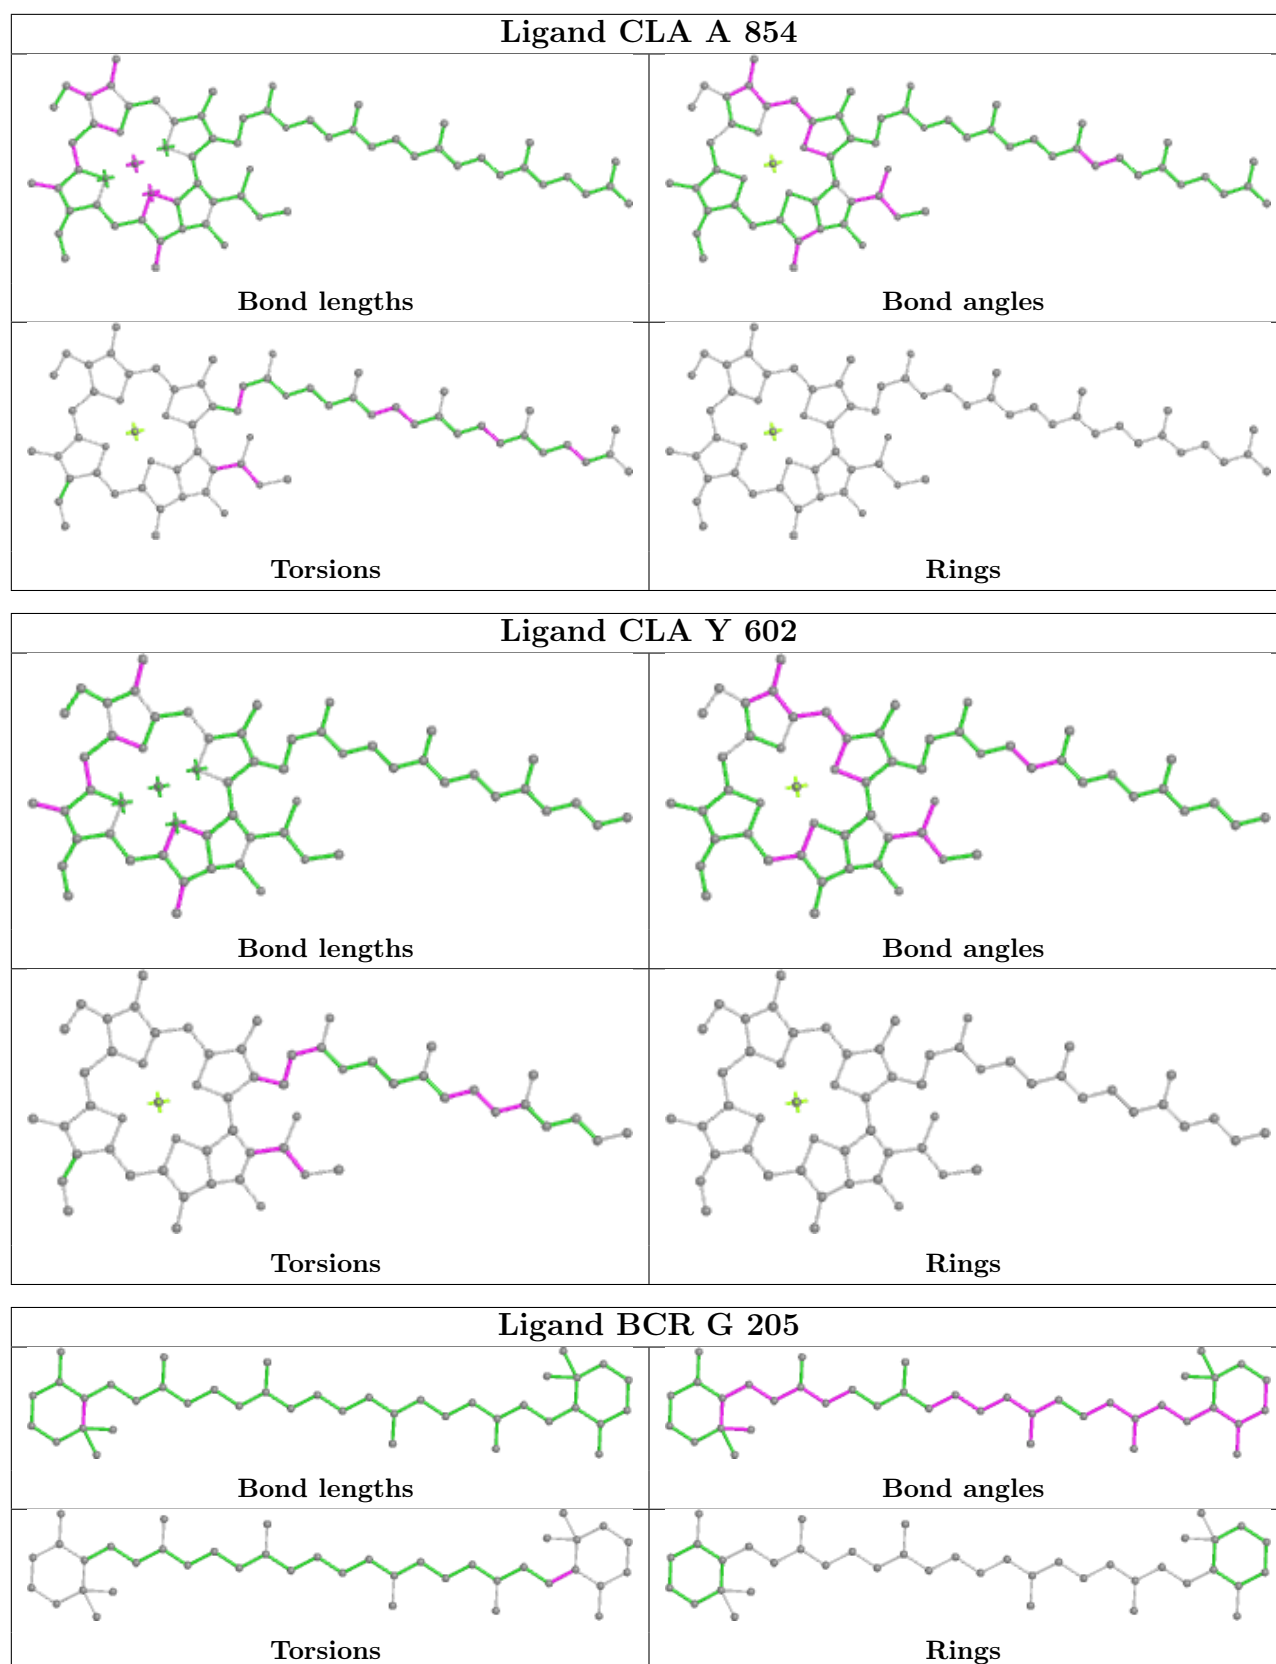 Ligand CLA A 854
Bond lengths
Bond angles
Torsions
Rings
Ligand CLA Y 602
Bond lengths
Bond angles
Torsions
Rings
Ligand BCR G 205
Bond lengths
Bond angles
Torsions
Rings